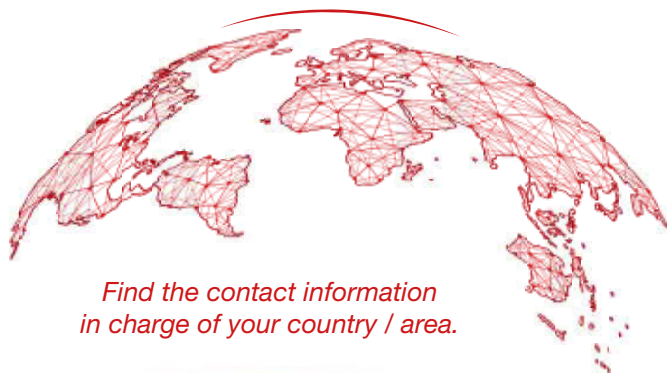 Find the contact information
in charge of your country / area.